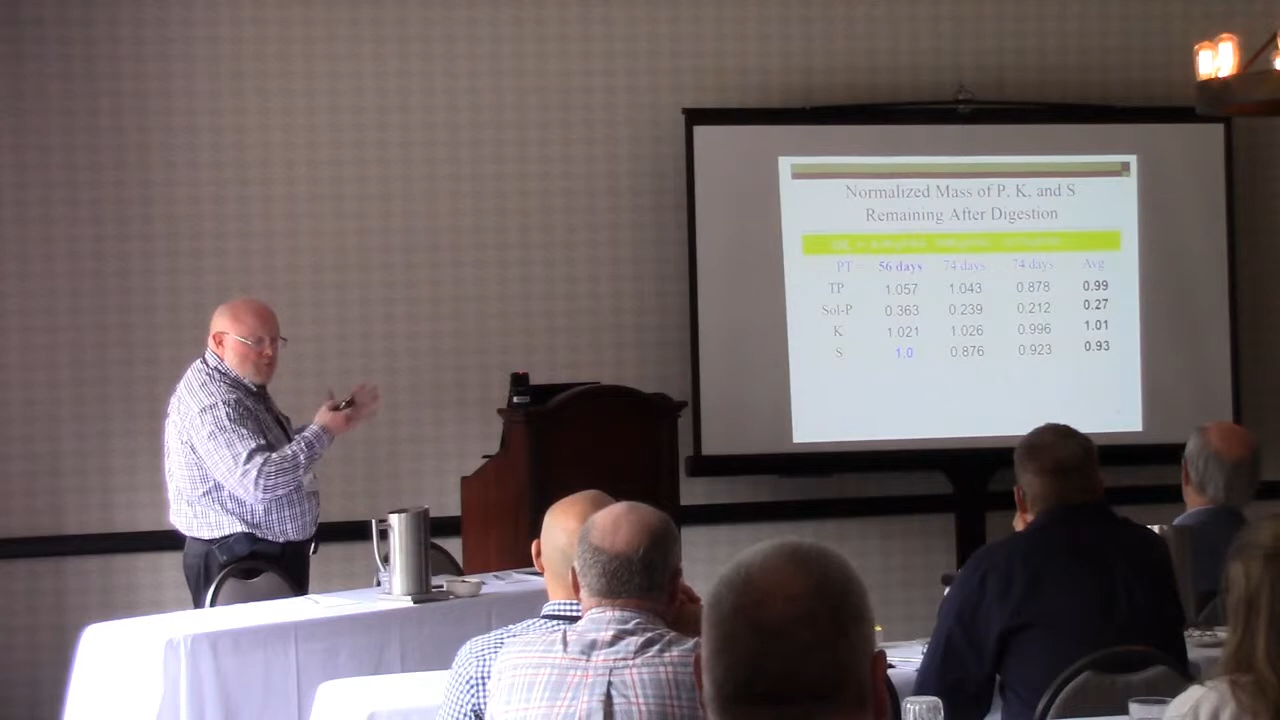 Normalized Mass of P, K, and S
Remaining After Digestion
PT = 56 days 74 days 74 days Avg
TP 1.057 1.043 0.878 0.99
Sol-P 0.363 0.239 0.212 0.27
K 1.021 1.026 0.996 1.01
S 1.0 0.876 0.923 0.93